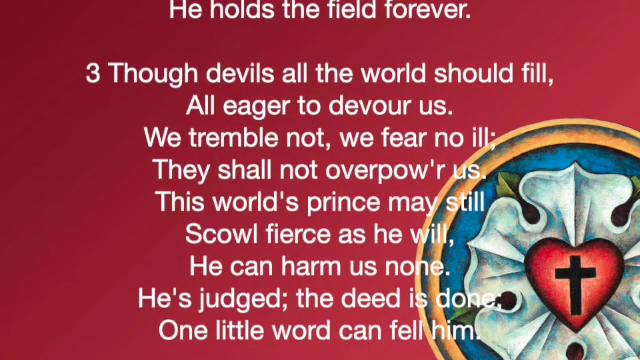 He holds the field forever.
3 Though devils all the world should fill,
All eager to devour us.
We tremble not, we fear no ill;
They shall not overpow'r us.
This world's prince may still
Scowl fierce as he will,
He can harm us none.
He's judged; the deed is done;
One little word can fell him.